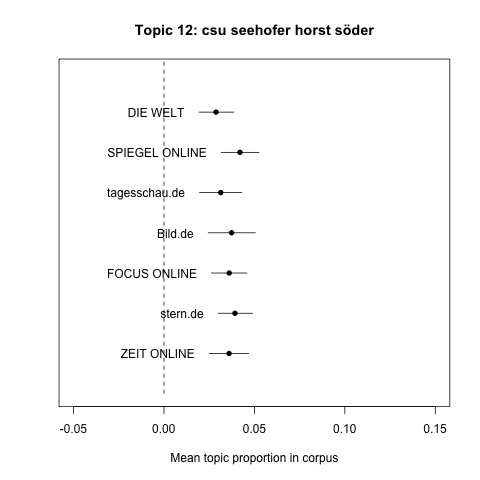 Topic 12: csu seehofer horst söder
DIE WELT
SPIEGEL ONLINE
tagesschau.de
Bild.de
FOCUS ONLINE
stern.de
ZEIT ONLINE
-0.05 0.00 0.05 0.10 0.15
Mean topic proportion in corpus